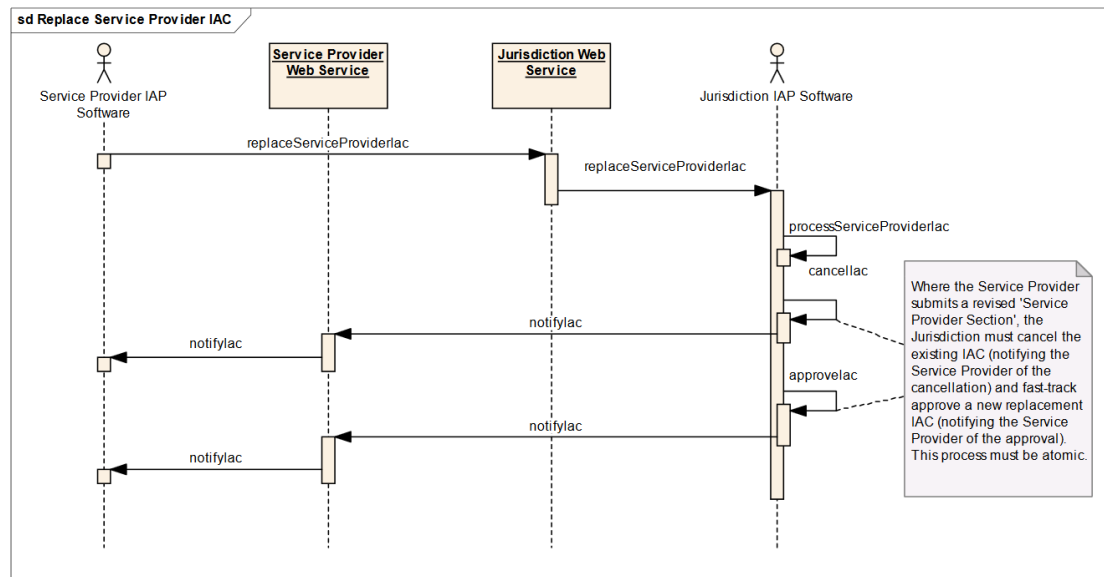 sd Replace Service Provider IAC
Service Provider IAP
Software
Service Provider
Web Service
Jurisdiction Web
Service
Jurisdiction IAP Software
replaceServiceProviderIac
replaceServiceProviderIac
processServiceProviderIac
cancelIac
notifyIac
notifyIac
approveIac
notifyIac
notifyIac
Where the Service Provider
submits a revised 'Service
Provider Section', the
Jurisdiction must cancel the
existing IAC (notifying the
Service Provider of the
cancellation) and fast-track
approve a new replacement
IAC (notifying the Service
Provider of the approval).
This process must be atomic.